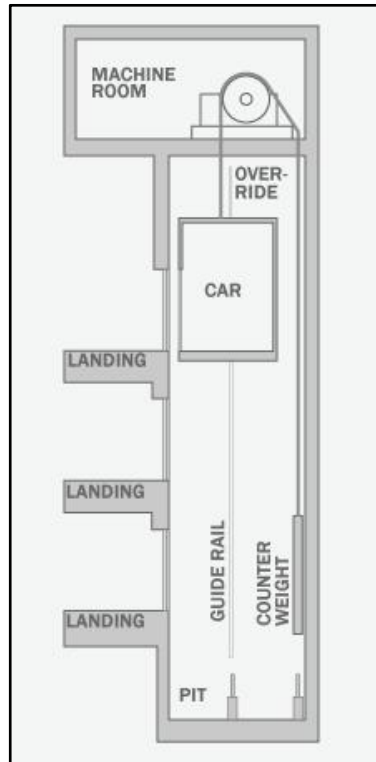 MACHINE
ROOM
OVER-
RIDE
CAR
LANDING
LANDING
GUIDE RAIL
COUNTER
WEIGHT
LANDING
PIT